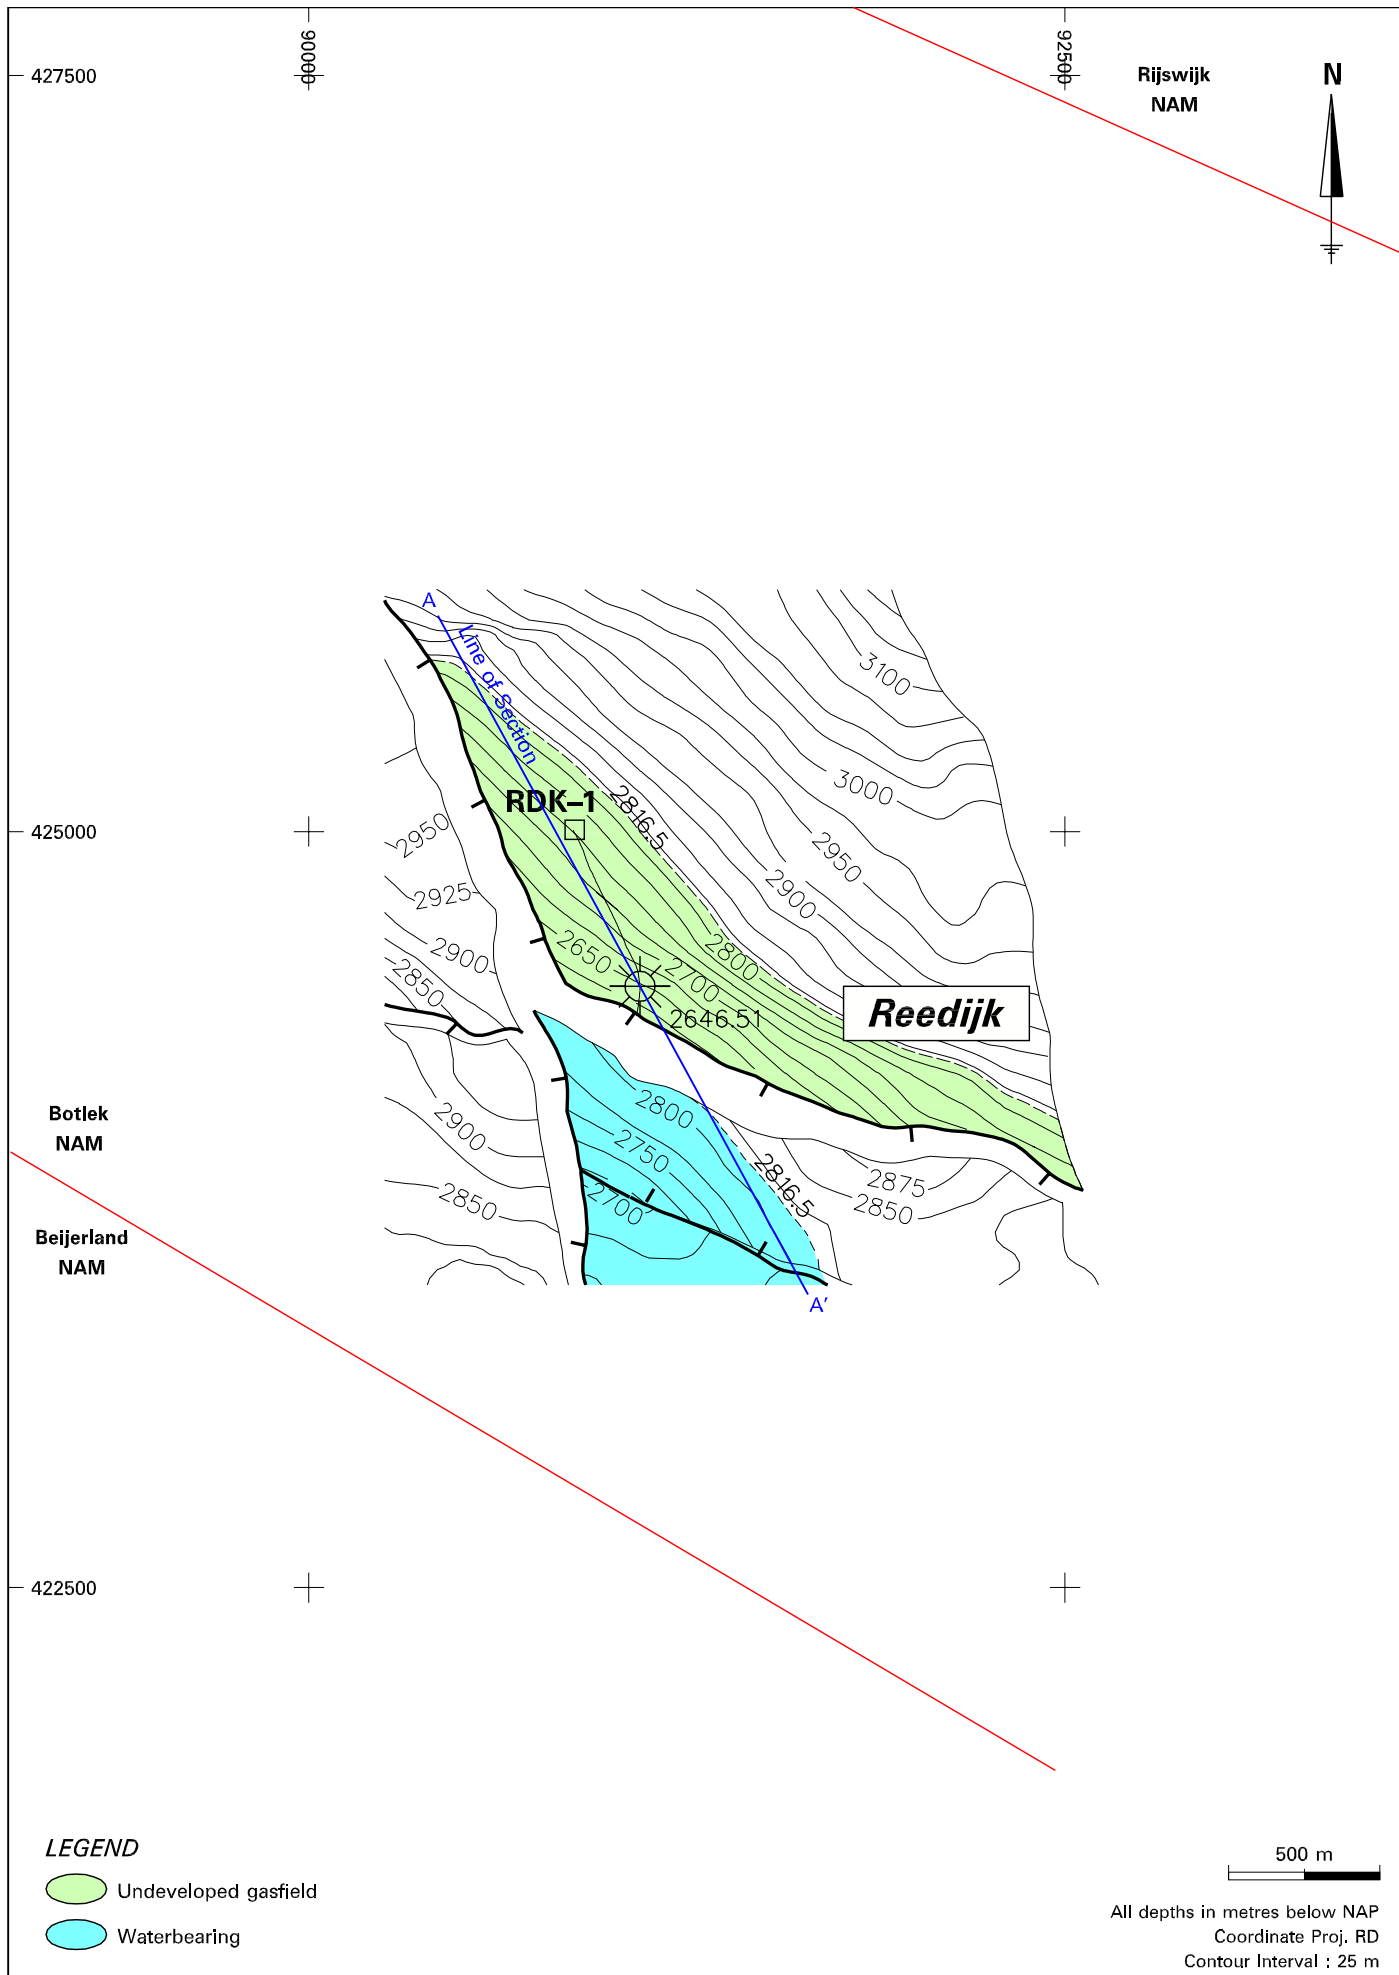 90000
92500
427500
Rijswijk
NAM
N
A
Line of Section
3100
3000
RDK–1
2816.5
425000
2950
2950
2900
2925
2900
2850
2650
2800
2700
2646.51
Reedijk
Botlek
NAM
2900
2800
2750
2816.5
2875
2850
2850
2700
Beijerland
NAM
A'
422500
LEGEND
Undeveloped gasfield
Waterbearing
500 m
All depths in metres below NAP
Coordinate Proj. RD
Contour Interval : 25 m